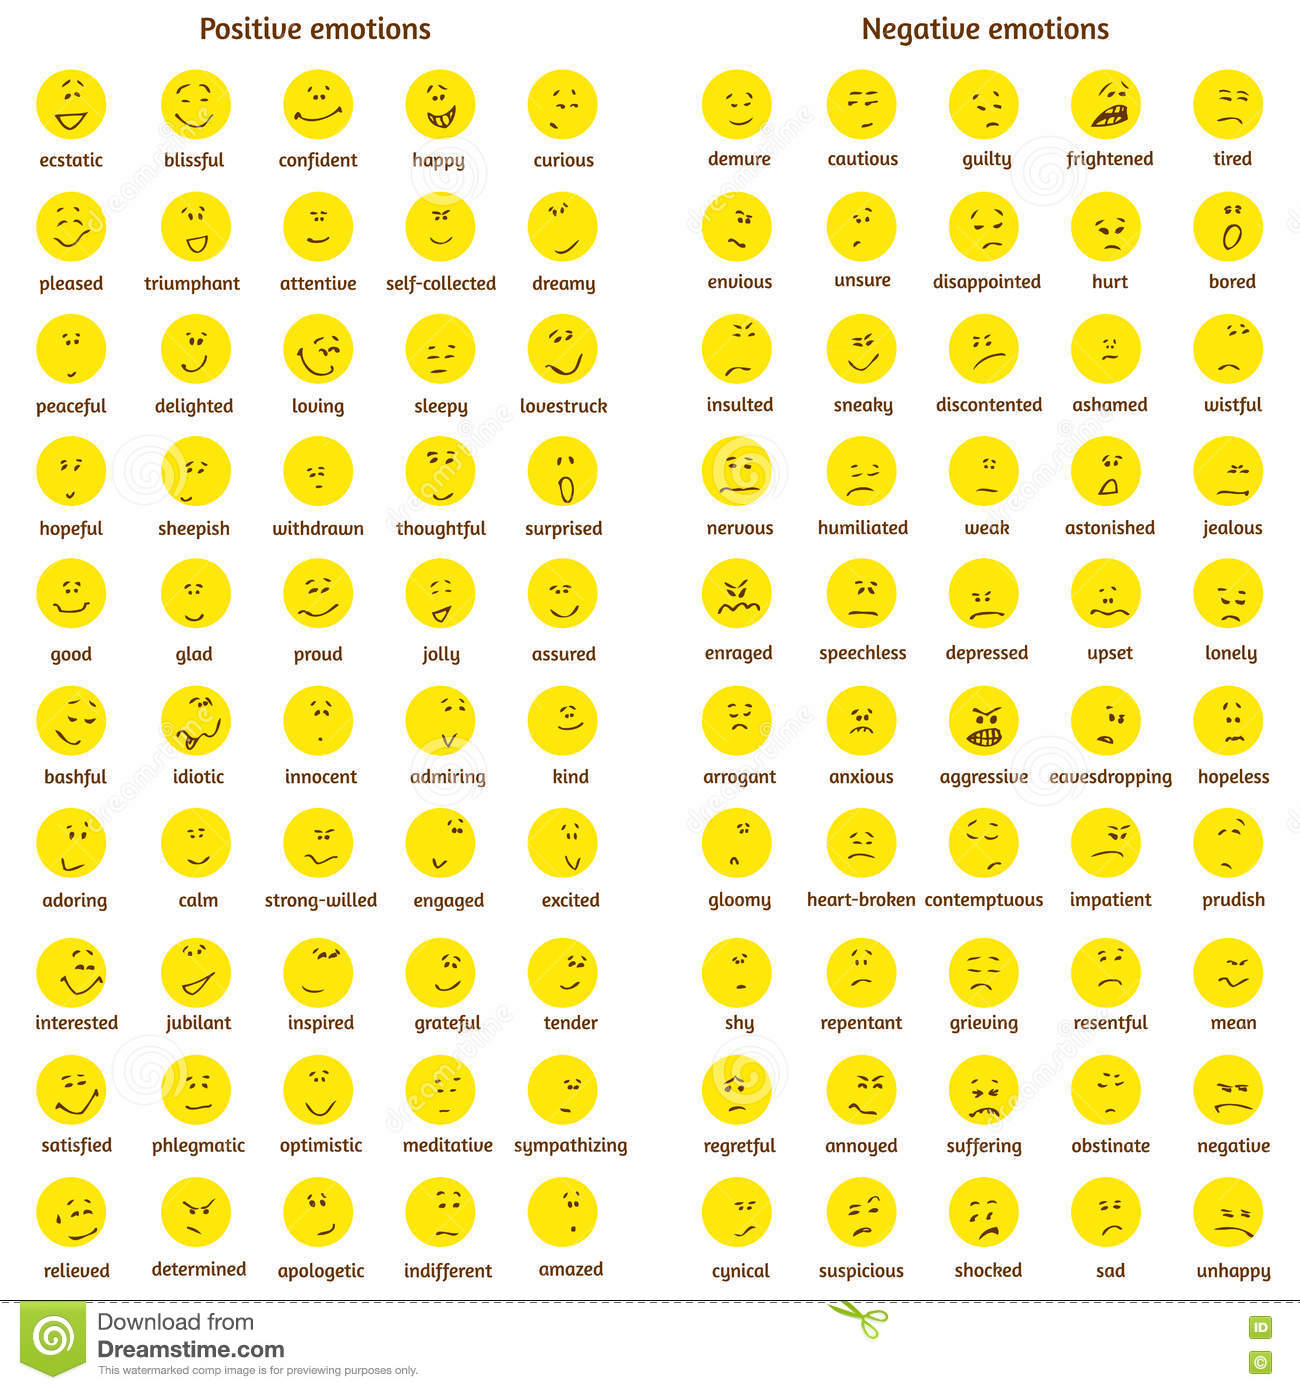 Positive emotions
Negative emotions
ecstatic blissful confident happy curious
demure cautious guilty frightened tired
pleased triumphant attentive self-collected dreamy
envious unsure disappointed hurt bored
peaceful delighted loving sleepy lovestruck
insulted sneaky discontented ashamed wistful
hopeful sheepish withdrawn thoughtful surprised
nervous humiliated weak astonished jealous
good glad proud jolly assured
enraged speechless depressed upset lonely
bashful idiotic innocent admiring kind
arrogant anxious aggressive eavesdropping hopeless
adoring calm strong-willed engaged excited
gloomy heart-broken contemptuous impatient prudish
interested jubilant inspired grateful tender
shy repentant grieving resentful mean
satisfied phlegmatic optimistic meditative sympathizing
regretful annoyed suffering obstinate negative
relieved determined apologetic indifferent amazed
cynical suspicious shocked sad unhappy
Download from
Dreamstime.com
This watermarked comp image is for previewing purposes only.
ID
©